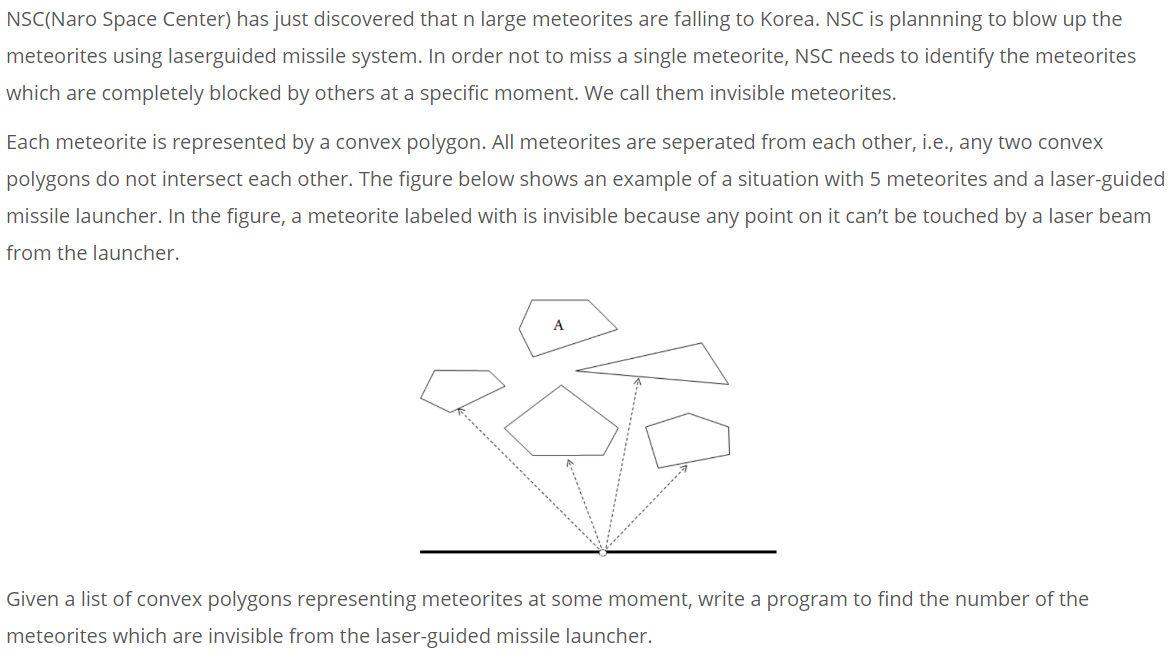 NSC(Naro Space Center) has just discovered that n large meteorites are falling to Korea. NSC is plannning to blow up the
meteorites using laserguided missile system. In order not to miss a single meteorite, NSC needs to identify the meteorites
which are completely blocked by others at a specific moment. We call them invisible meteorites.
Each meteorite is represented by a convex polygon. All meteorites are seperated from each other, i.e., any two convex
polygons do not intersect each other. The figure below shows an example of a situation with 5 meteorites and a laser-guided
missile launcher. In the figure, a meteorite labeled with is invisible because any point on it can’t be touched by a laser beam
from the launcher.
A
Given a list of convex polygons representing meteorites at some moment, write a program to find the number of the
meteorites which are invisible from the laser-guided missile launcher.